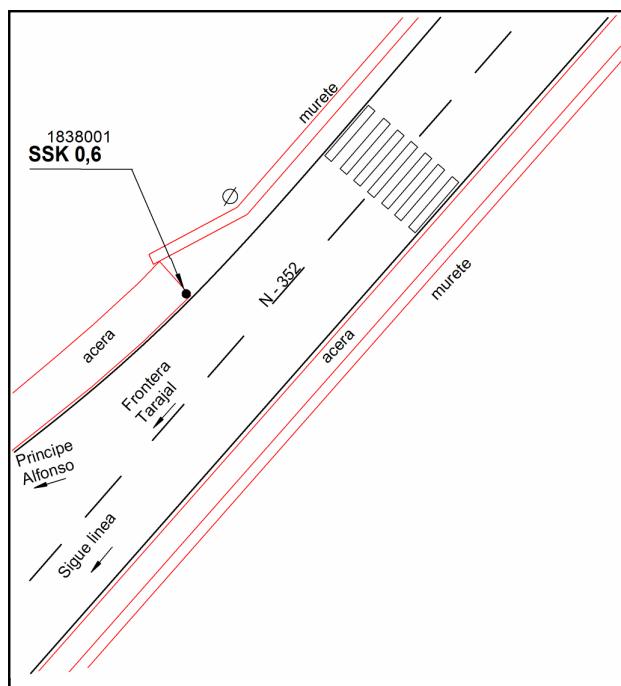 murete
1838001
SSK 0,6
N - 352
murete
acera
acera
Frontera
Tarajal
Principe
Alfonso
Sigue linea